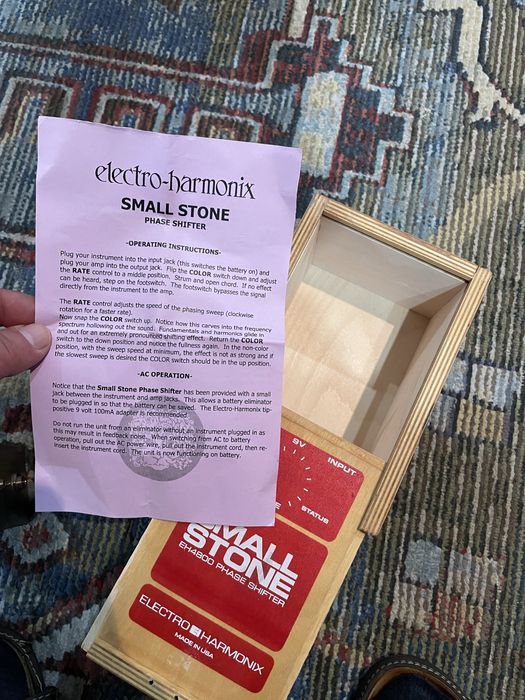 electro-harmonix
SMALL STONE
PHASE SHIFTER
-OPERATING INSTRUCTIONS-
Plug your instrument into the input jack (this switches the battery on) and
plug your amp into the output jack. Flip the COLOR switch down and adjust
the RATE control to a middle position. Strum and open chord. If no effect
can be heard, step on the footswitch. The footswitch bypasses the signal
directly from the instrument to the amp.
The RATE control adjusts the speed of the phasing sweep (clockwise
rotation for a faster rate).
Now snap the COLOR switch up. Notice how this carves into the frequency
spectrum hollowing out the sound. Fundamentals and harmonics glide in
and out for an extremely pronounced shifting effect. Return the COLOR
switch to the down position and notice the fullness again. In the non-color
position, with the sweep speed at minimum, the effect is not as strong and if
the slowest sweep is desired the COLOR switch should be in the up position.
-AC OPERATION-
Notice that the Small Stone Phase Shifter has been provided with a small
jack between the instrument and amp jacks. This allows a battery eliminator
to be plugged in so that the battery can be saved. The Electro-Harmonix tip-
positive 9 volt 100mA adapter is recommended.
Do not run the unit from an eliminator without an instrument plugged in as
this may result in feedback noise. When switching from AC to battery
operation, pull out the AC power wire, pull out the instrument cord, then re-
insert the instrument cord. The unit is now functioning on battery.
9V INPUT
STATUS
SMALL
STONE
EH4800 PHASE SHIFTER
ELECTRO HARMONIX
MADE IN USA